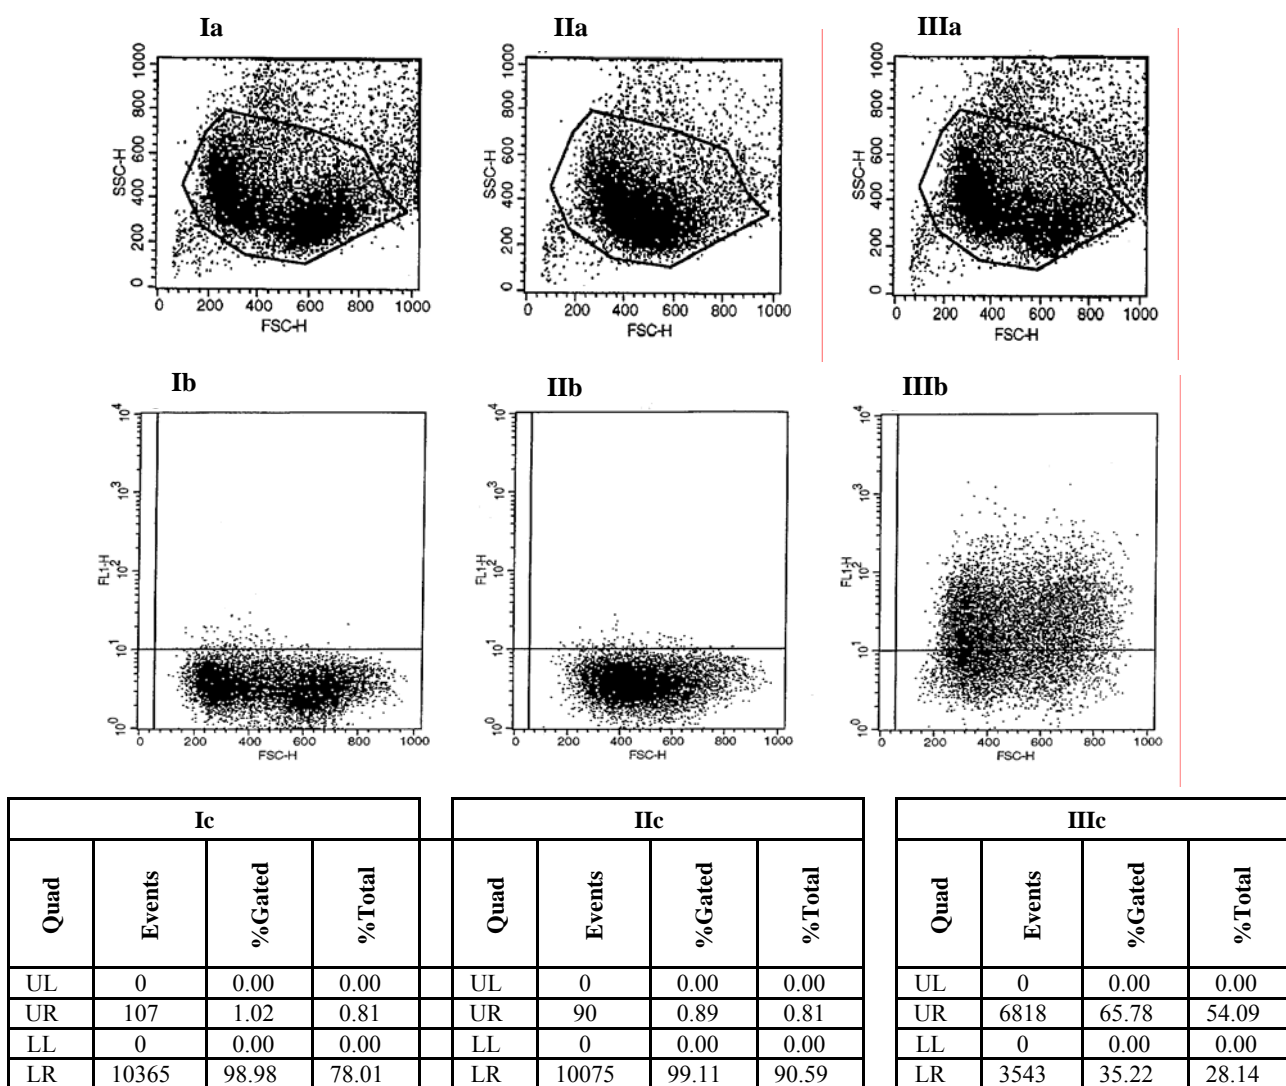 Ia IIa IIIa
1000 1000 1000
800 800 800
600 600 600
SSC-H SSC-H SSC-H
400 400 400
200 200 200
0 0 0
0 200 400 600 800 1000 0 200 400 600 800 1000 0 200 400 600 800 1000
FSC-H FSC-H FSC-H
Ib IIb IIIb
10^4 10^4 10^4
10^3 10^3 10^3
FL1-H FL1-H FL1-H
10^2 10^2 10^2
10^1 10^1 10^1
10^0 10^0 10^0
0 200 400 600 800 1000 0 200 400 600 800 1000 0 200 400 600 800 1000
FSC-H FSC-H FSC-H
Ic IIc IIIc
Quad Events %Gated %Total Quad Events %Gated %Total Quad Events %Gated %Total
UL 0 0.00 0.00 UL 0 0.00 0.00 UL 0 0.00 0.00
UR 107 1.02 0.81 UR 90 0.89 0.81 UR 6818 65.78 54.09
LL 0 0.00 0.00 LL 0 0.00 0.00 LL 0 0.00 0.00
LR 10365 98.98 78.01 LR 10075 99.11 90.59 LR 3543 35.22 28.14